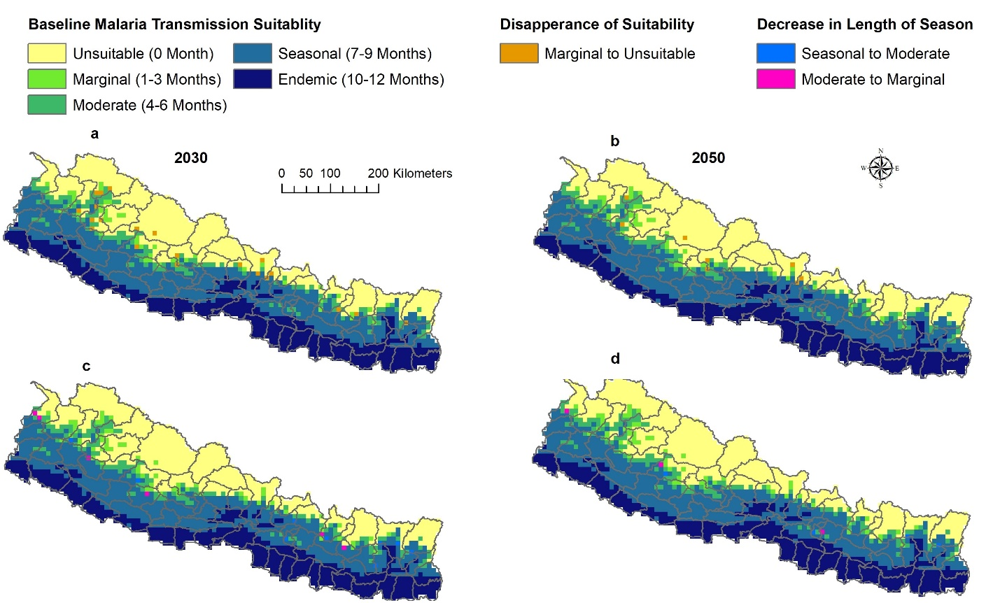 Baseline Malaria Transmission Suitablity
Unsuitable (0 Month)
Seasonal (7-9 Months)
Marginal (1-3 Months)
Endemic (10-12 Months)
Moderate (4-6 Months)
Disapperance of Suitability
Marginal to Unsuitable
Decrease in Length of Season
Seasonal to Moderate
Moderate to Marginal
a
2030
0 50 100 200 Kilometers
b
2050
N
W E
S
c
d